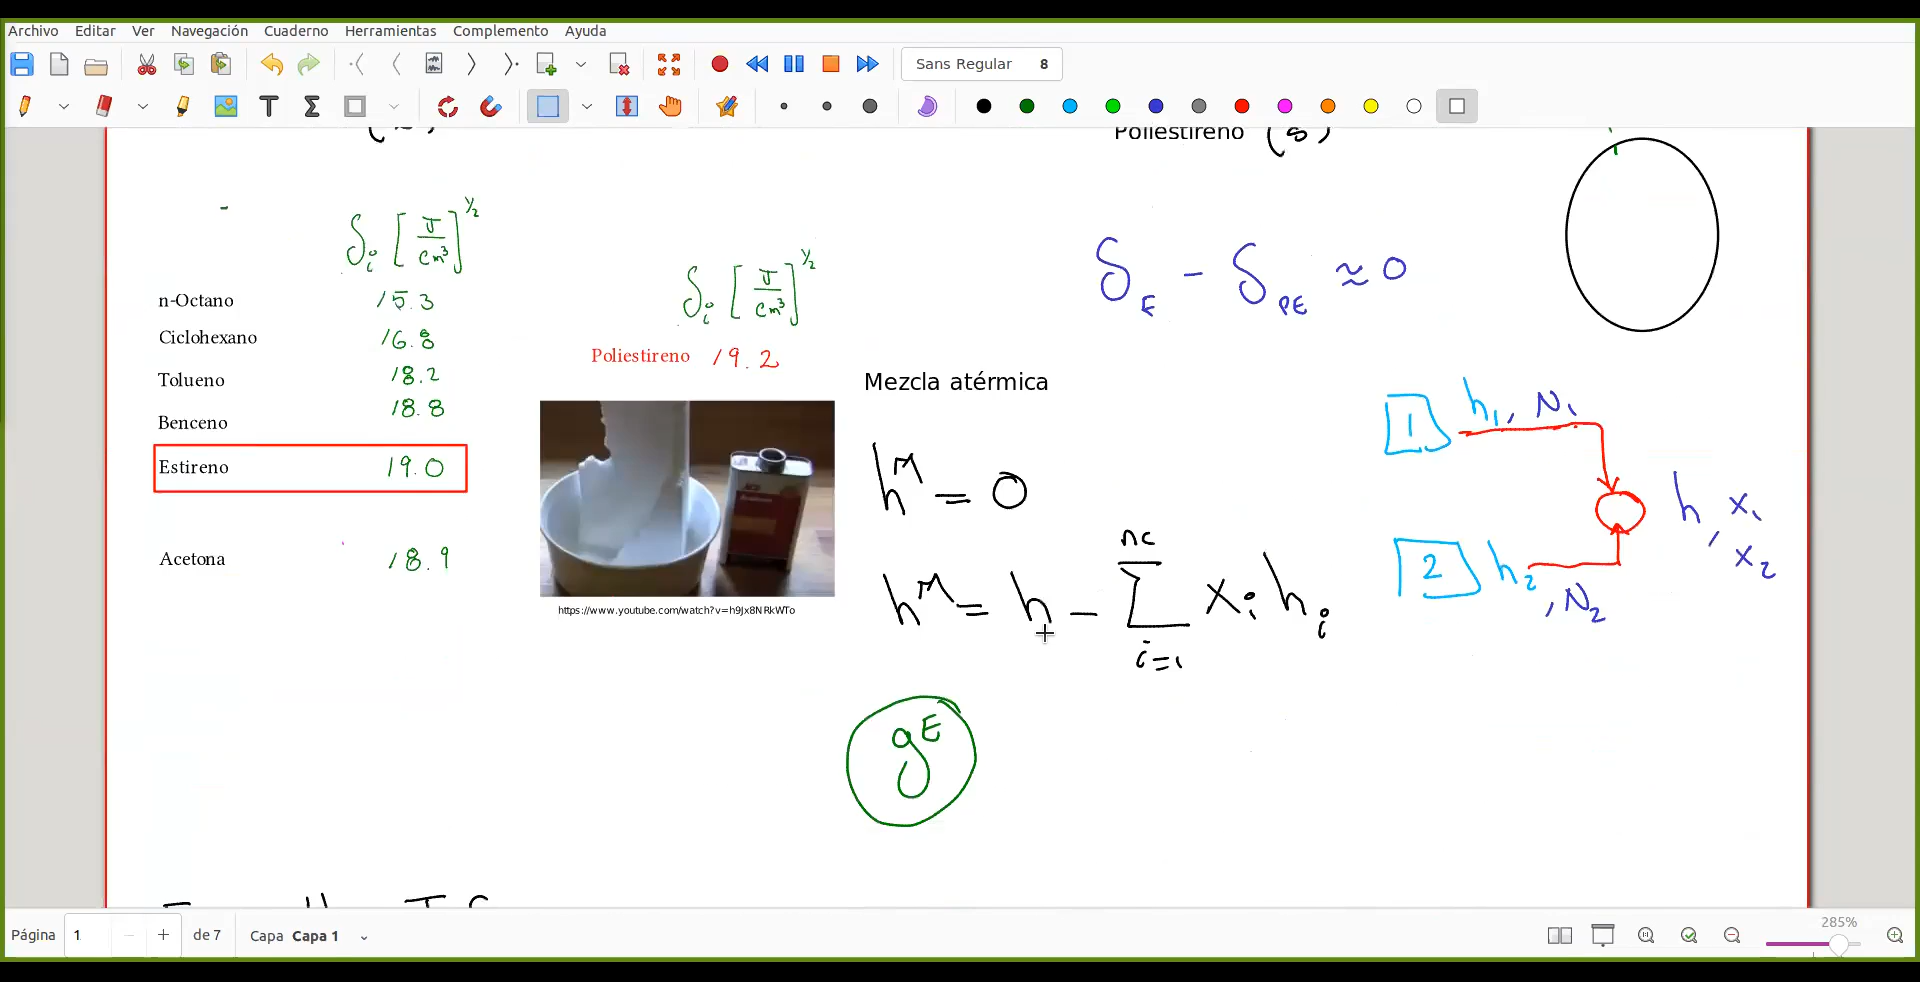 Archivo Editar Ver Navegación Cuaderno Herramientas Complemento Ayuda
Sans Regular 8
Poliestireno (s)
δi [J/cm³]^1/2
n-Octano 15.3
Ciclohexano 16.8
Tolueno 18.2
Benceno 18.8
Estireno 19.0
Acetona 18.9
δi [J/cm³]^1/2
Poliestireno 19.2
https://www.youtube.com/watch?v=h9Jx8NRkWTo
δE - δPE ≈ 0
Mezcla atérmica
h^M = 0
h^M = h - Σ_{i=1}^{nc} xi hi
g^E
1 h1, N1
2 h2, N2
h, x1
x2
Página 1 de 7 Capa Capa 1
285%